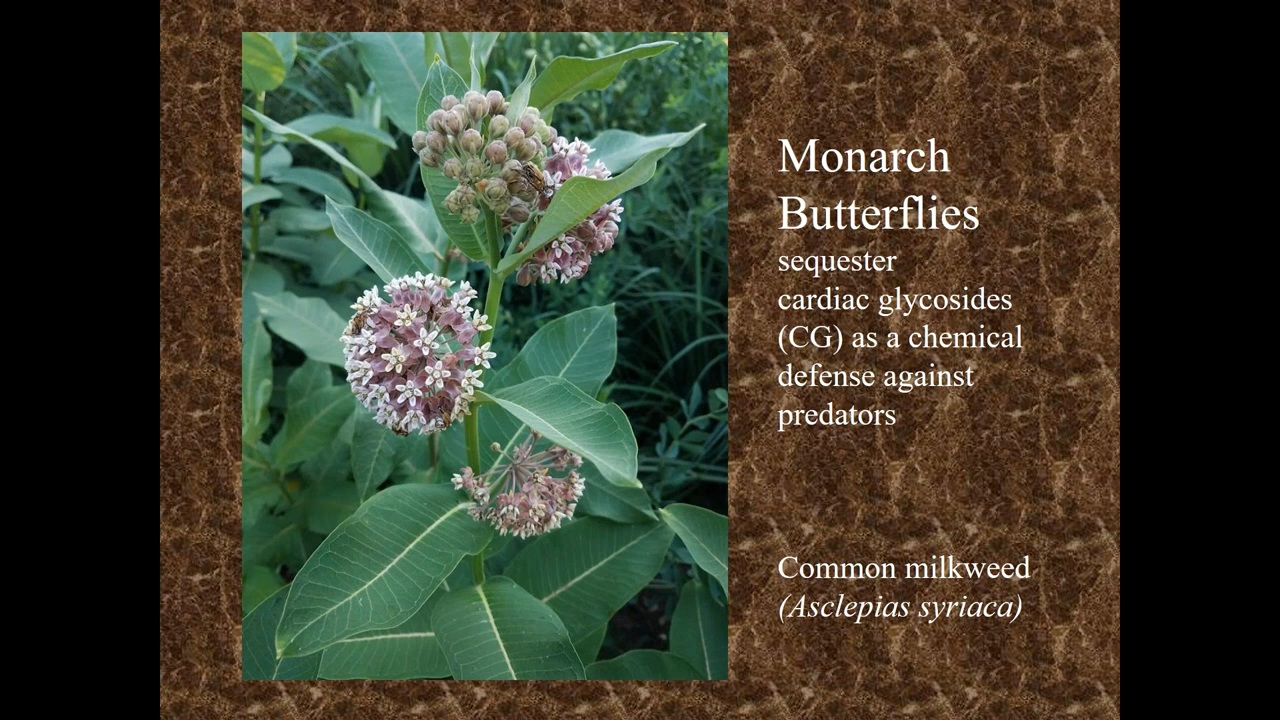 Monarch
Butterflies
sequester
cardiac glycosides
(CG) as a chemical
defense against
predators
Common milkweed
(Asclepias syriaca)